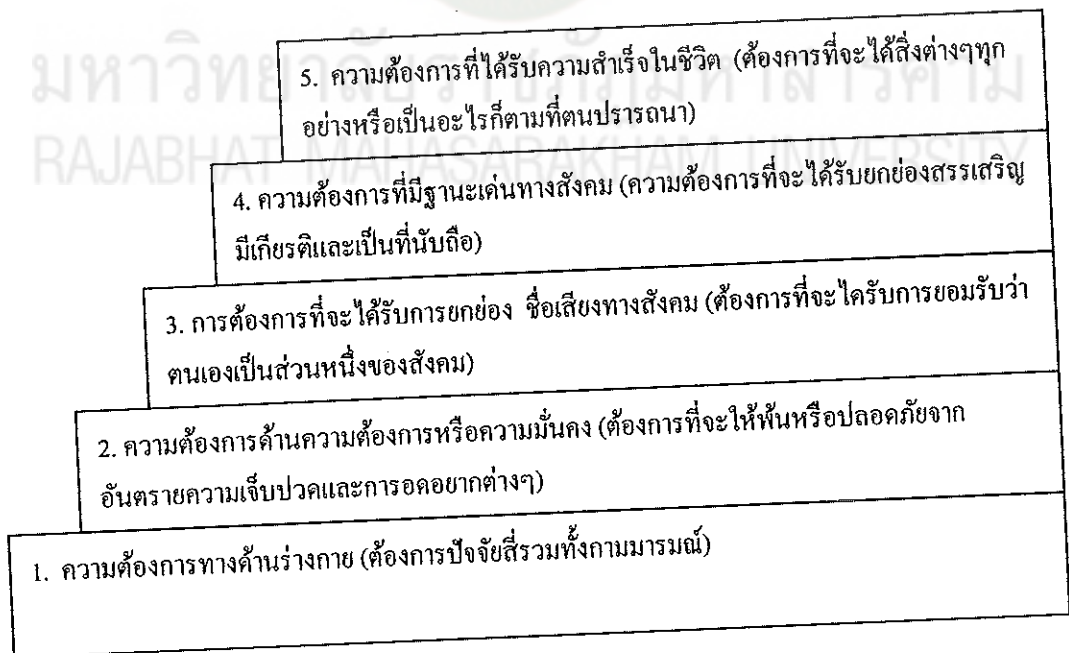 มหาวิทยาลัยราชภัฏมหาสารคาม
RAJABHAT MAHASARAKHAM UNIVERSITY
5. ความต้องการที่ได้รับความสำเร็จในชีวิต (ต้องการที่จะได้สิ่งต่างๆทุก
อย่างหรือเป็นอะไรก็ตามที่ตนปรารถนา)
4. ความต้องการที่มีฐานะเด่นทางสังคม (ความต้องการที่จะได้รับยกย่องสรรเสริญ
มีเกียรติและเป็นที่นับถือ)
3. การต้องการที่จะได้รับการยกย่อง ชื่อเสียงทางสังคม (ต้องการที่จะไดรับการยอมรับว่า
ตนเองเป็นส่วนหนึ่งของสังคม)
2. ความต้องการด้านความต้องการหรือความมั่นคง (ต้องการที่จะให้พ้นหรือปลอดภัยจาก
อันตรายความเจ็บปวดและการอดอยากต่างๆ)
1. ความต้องการทางด้านร่างกาย (ต้องการปัจจัยสี่รวมทั้งกามมารมณ์)